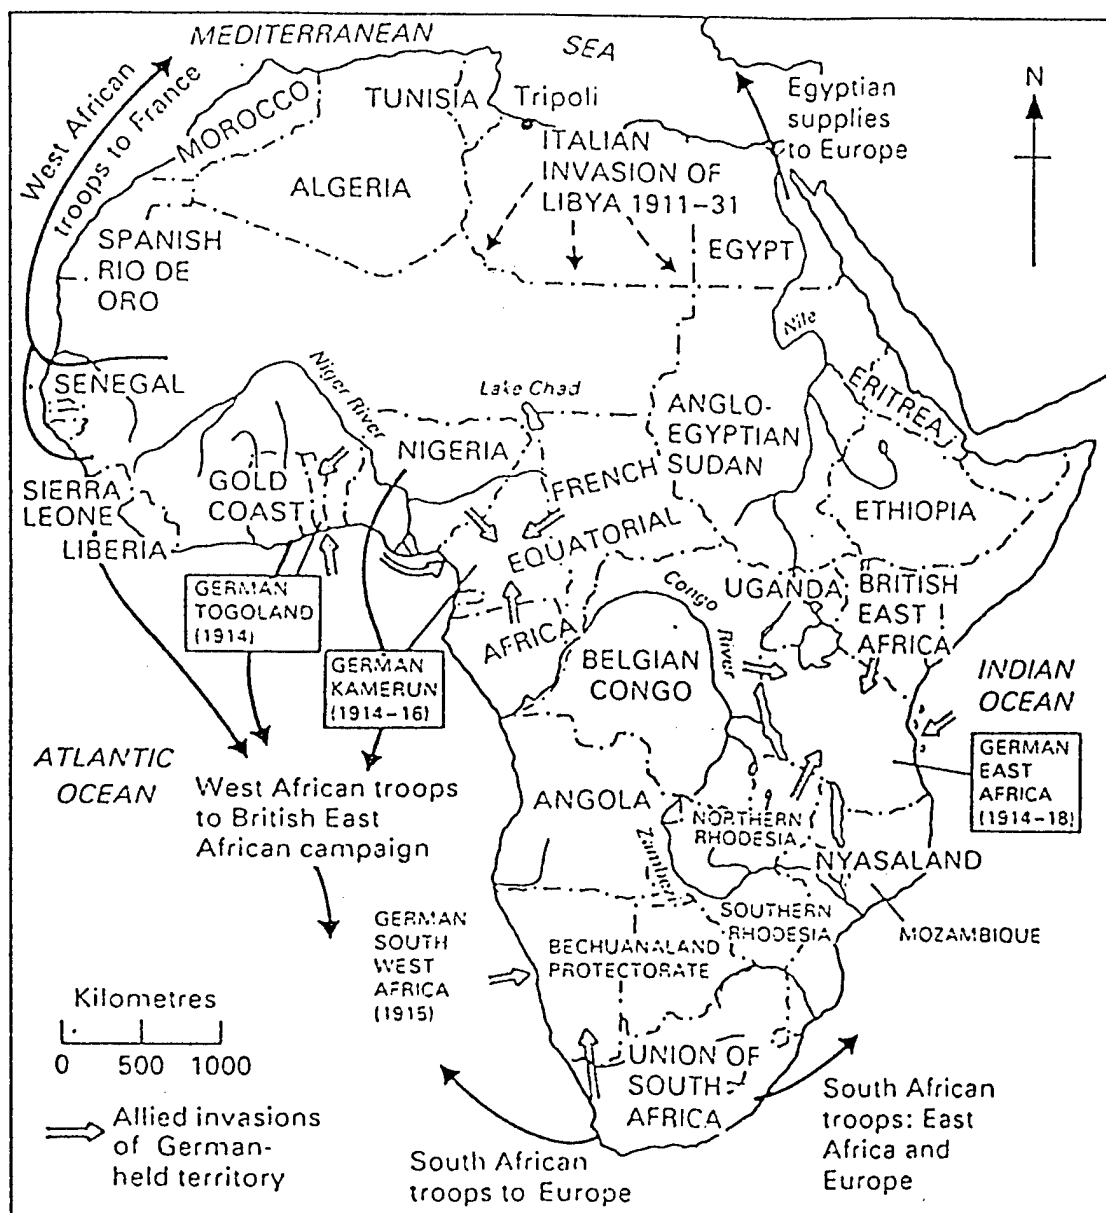 MEDITERRANEAN
SEA
West African
troops to France
MOROCCO
TUNISIA
Tripoli
ITALIAN
INVASION OF
LIBYA 1911–31
Egyptian
supplies
to Europe
N
ALGERIA
SPANISH
RIO DE
ORO
EGYPT
Nile
SENEGAL
Niger River
Lake Chad
NIGERIA
ANGLO-
EGYPTIAN
SUDAN
ERITREA
SIERRA
LEONE
LIBERIA
GOLD
COAST
FRENCH
EQUATORIAL
AFRICA
ETHIOPIA
GERMAN
TOGOLAND
(1914)
GERMAN
KAMERUN
(1914–16)
UGANDA
BRITISH
EAST
AFRICA
Congo
River
BELGIAN
CONGO
INDIAN
OCEAN
ATLANTIC
OCEAN
West African troops
to British East
African campaign
GERMAN
EAST
AFRICA
(1914–18)
ANGOLA
NORTHERN
RHODESIA
NYASALAND
Zambezi
SOUTHERN
RHODESIA
MOZAMBIQUE
GERMAN
SOUTH
WEST
AFRICA
(1915)
BECHUANALAND
PROTECTORATE
Kilometres
0 500 1000
UNION OF
SOUTH
AFRICA
Allied invasions
of German-
held territory
South African
troops to Europe
South African
troops: East
Africa and
Europe